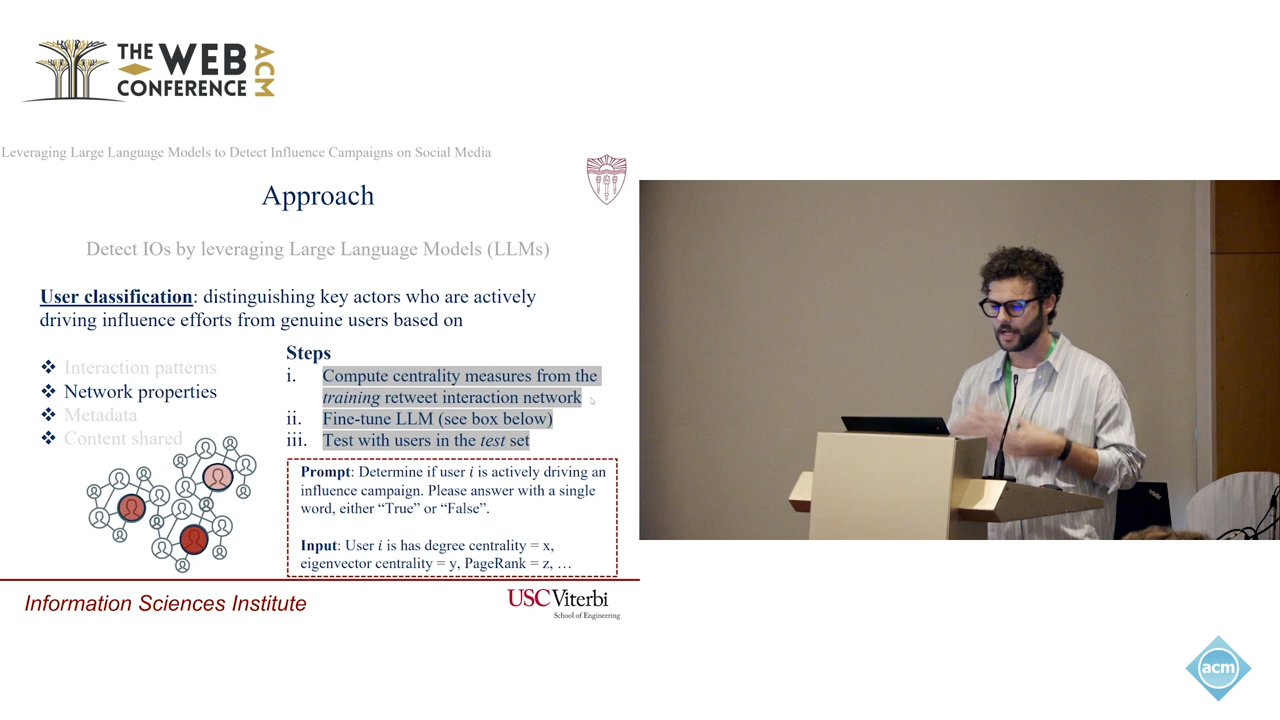 THE WEB
CONFERENCE
ACM
Leveraging Large Language Models to Detect Influence Campaigns on Social Media
Approach
Detect IOs by leveraging Large Language Models (LLMs)
User classification: distinguishing key actors who are actively
driving influence efforts from genuine users based on
❖ Interaction patterns
❖ Network properties
❖ Metadata
❖ Content shared
Steps
i. Compute centrality measures from the
training retweet interaction network
ii. Fine-tune LLM (see box below)
iii. Test with users in the test set
Prompt: Determine if user i is actively driving an
influence campaign. Please answer with a single
word, either “True” or “False”.
Input: User i is has degree centrality = x,
eigenvector centrality = y, PageRank = z, …
Information Sciences Institute
USC Viterbi
School of Engineering
acm